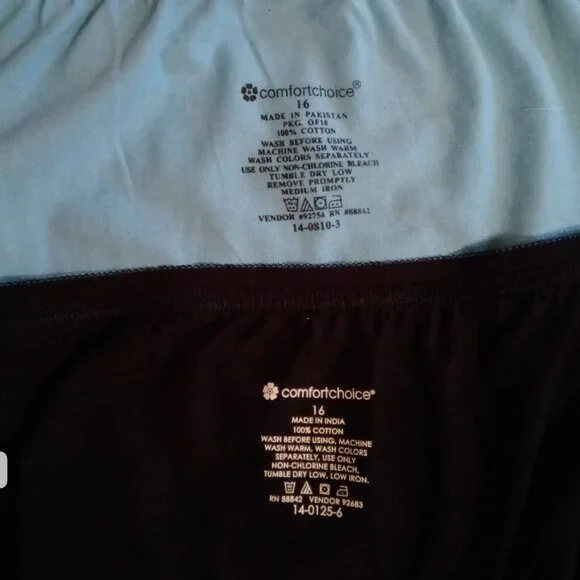 comfortchoice®
16
MADE IN PAKISTAN
PKG. OF10
100% COTTON
WASH BEFORE USING
MACHINE WASH WARM
WASH COLORS SEPARATELY
USE ONLY NON-CHLORINE BLEACH
TUMBLE DRY LOW
REMOVE PROMPTLY
MEDIUM IRON
VENDOR #92754 RN #88842
14-0810-3
comfortchoice®
16
MADE IN INDIA
100% COTTON
WASH BEFORE USING, MACHINE
WASH WARM, WASH COLORS
SEPARATELY, USE ONLY
NON-CHLORINE BLEACH,
TUMBLE DRY LOW, LOW IRON.
RN 88842 VENDOR 92683
14-0125-6